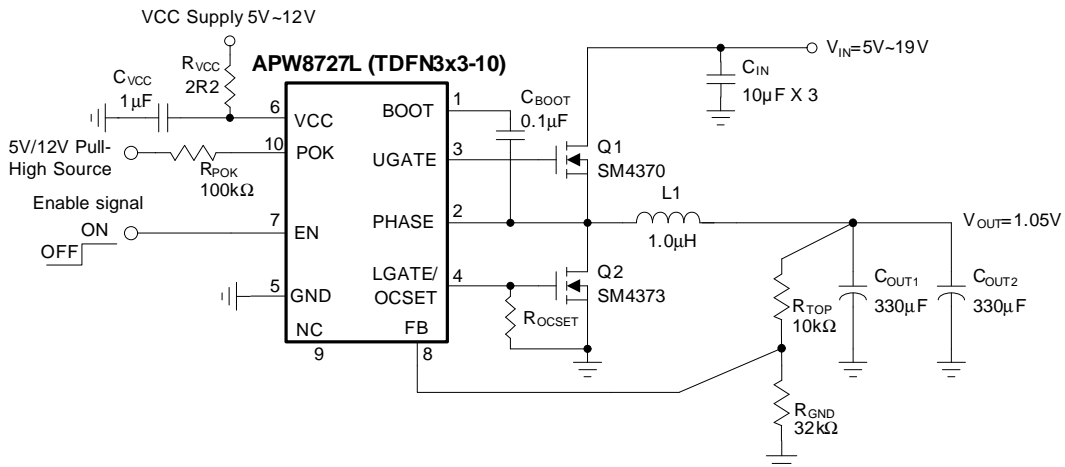 VCC Supply 5V~12V
RVCC
2R2
APW8727L (TDFN3x3-10)
CVCC
1µF
6
VCC
BOOT
1
CBOOT
0.1µF
VIN=5V~19V
CIN
10µF X 3
5V/12V Pull-
High Source
RPOK
100kΩ
10
POK
UGATE
3
Q1
SM4370
Enable signal
ON
OFF
7
EN
PHASE
2
L1
1.0µH
VOUT=1.05V
5
GND
LGATE/
OCSET
4
Q2
SM4373
ROCSET
RTOP
10kΩ
COUT1
330µF
COUT2
330µF
NC
9
FB
8
RGND
32kΩ